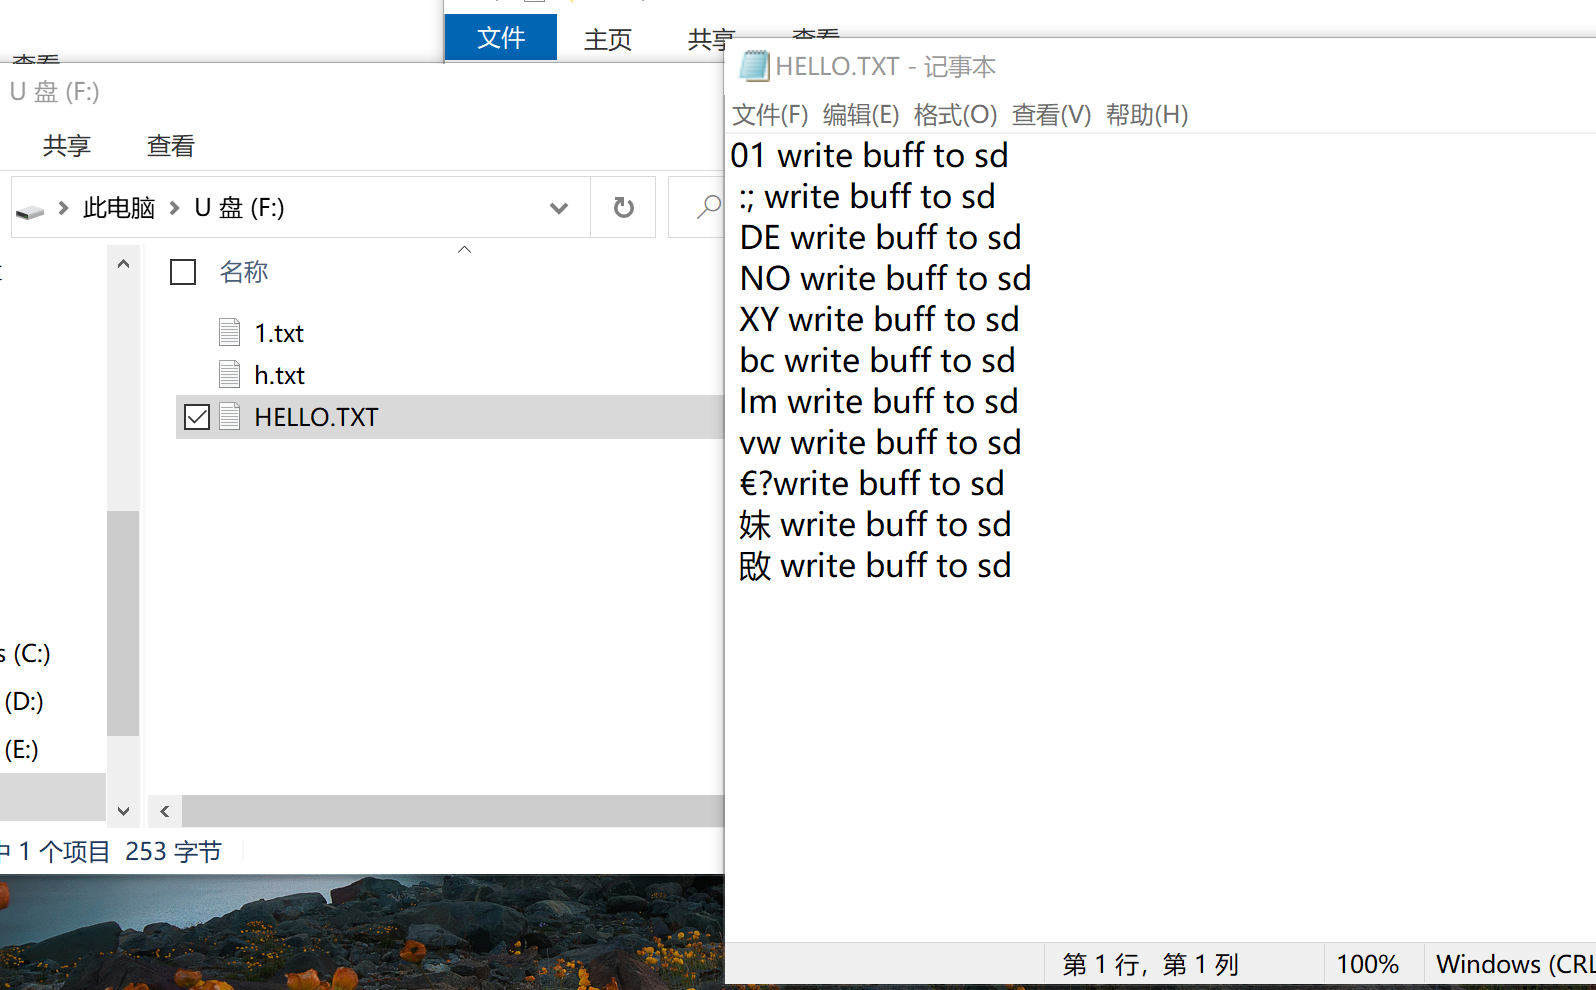 文件
主页
共享
查看
查看
U 盘 (F:)
共享
查看
此电脑
U 盘 (F:)
名称
1.txt
h.txt
HELLO.TXT
(C:)
(D:)
(E:)
1 个项目 253 字节
HELLO.TXT - 记事本
文件(F) 编辑(E) 格式(O) 查看(V) 帮助(H)
01 write buff to sd
:; write buff to sd
DE write buff to sd
NO write buff to sd
XY write buff to sd
bc write buff to sd
lm write buff to sd
vw write buff to sd
€?write buff to sd
妹 write buff to sd
敃 write buff to sd
第 1 行，第 1 列
100%
Windows (CRL